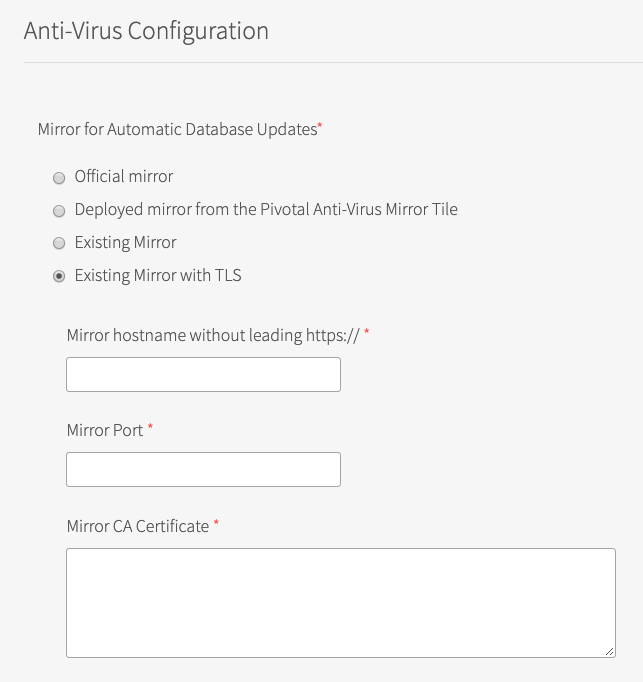 Anti-Virus Configuration
Mirror for Automatic Database Updates*
Official mirror
Deployed mirror from the Pivotal Anti-Virus Mirror Tile
Existing Mirror
Existing Mirror with TLS
Mirror hostname without leading https:// *
Mirror Port *
Mirror CA Certificate *